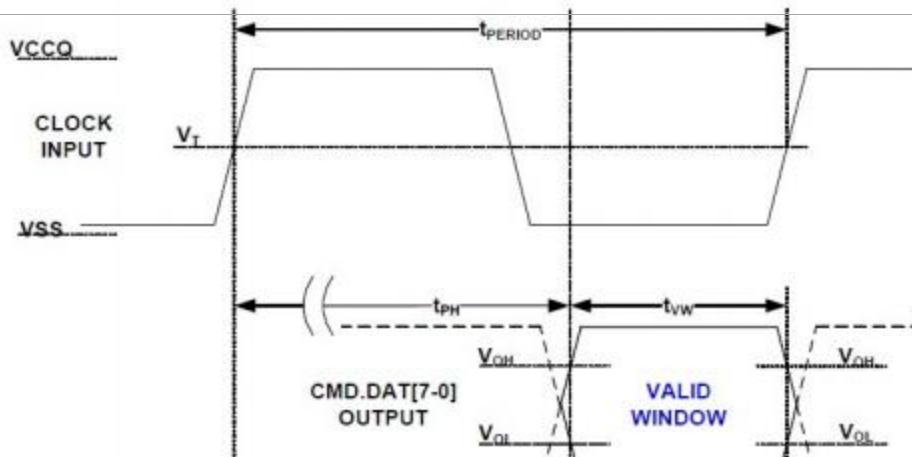 tPERIOD
VCCQ
CLOCK
INPUT
VT
VSS
tPH
tVW
VOH
VOH
CMD.DAT[7-0]
OUTPUT
VALID
WINDOW
VOL
VOL